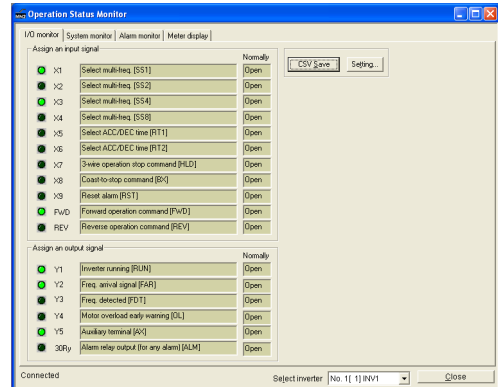 MNT Operation Status Monitor
I/O monitor System monitor Alarm monitor Meter display
Assign an input signal
Normally
CSV Save Setting...
X1 Select multi-freq. [SS1] Open
X2 Select multi-freq. [SS2] Open
X3 Select multi-freq. [SS4] Open
X4 Select multi-freq. [SS8] Open
X5 Select ACC/DEC time [RT1] Open
X6 Select ACC/DEC time [RT2] Open
X7 3-wire operation stop command [HLD] Open
X8 Coast-to-stop command [BX] Open
X9 Reset alarm [RST] Open
FWD Forward operation command [FWD] Open
REV Reverse operation command [REV] Open
Assign an output signal
Normally
Y1 Inverter running [RUN] Open
Y2 Freq. arrival signal [FAR] Open
Y3 Freq. detected [FDT] Open
Y4 Motor overload early warning [OL] Open
Y5 Auxiliary terminal [AX] Open
30Ry Alarm relay output (for any alarm) [ALM] Open
Connected Select inverter No. 1[ 1] INV1 Close